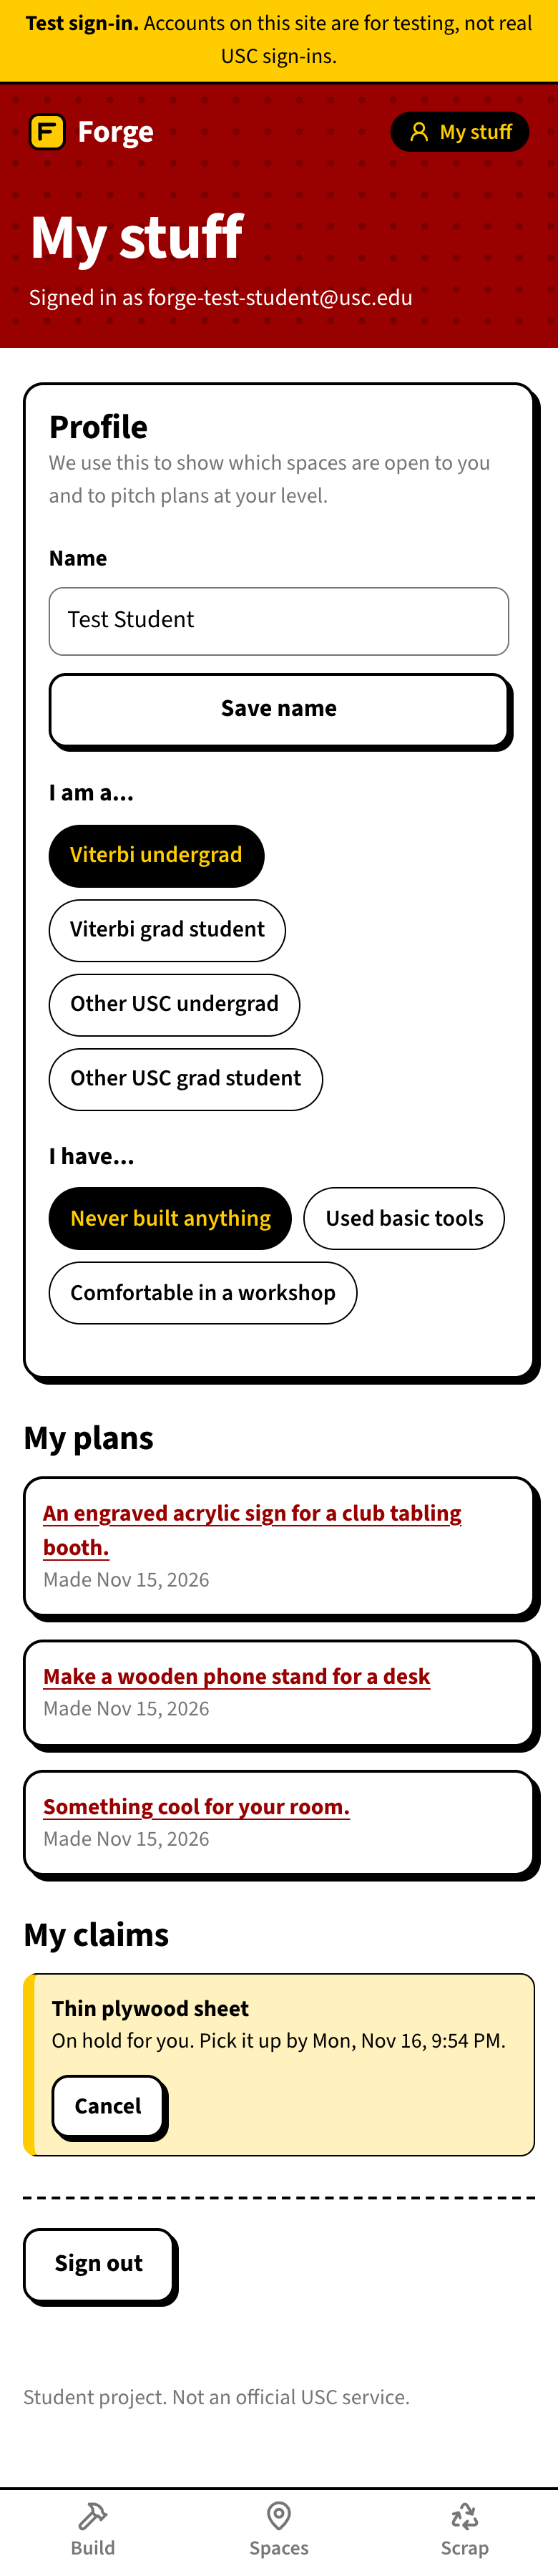 Test sign-in. Accounts on this site are for testing, not real
USC sign-ins.
F Forge
My stuff
My stuff
Signed in as forge-test-student@usc.edu
Profile
We use this to show which spaces are open to you
and to pitch plans at your level.
Name
Test Student
Save name
I am a...
Viterbi undergrad
Viterbi grad student
Other USC undergrad
Other USC grad student
I have...
Never built anything
Used basic tools
Comfortable in a workshop
My plans
An engraved acrylic sign for a club tabling
booth.
Made Nov 15, 2026
Make a wooden phone stand for a desk
Made Nov 15, 2026
Something cool for your room.
Made Nov 15, 2026
My claims
Thin plywood sheet
On hold for you. Pick it up by Mon, Nov 16, 9:54 PM.
Cancel
Sign out
Student project. Not an official USC service.
Build
Spaces
Scrap